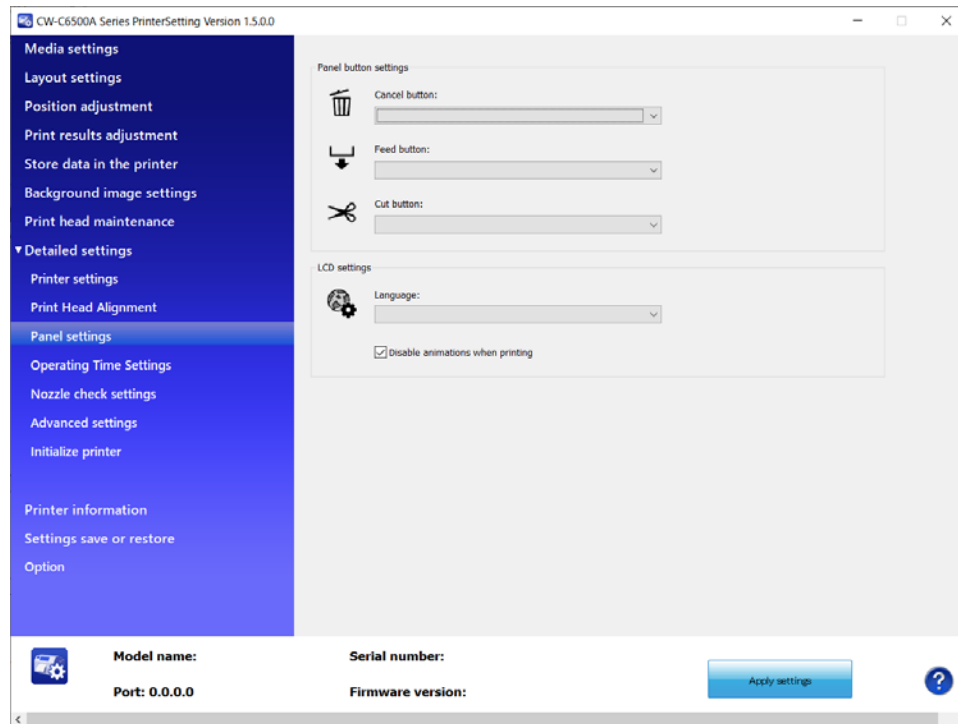 CW-C6500A Series PrinterSetting Version 1.5.0.0
Media settings
Layout settings
Position adjustment
Print results adjustment
Store data in the printer
Background image settings
Print head maintenance
Detailed settings
Printer settings
Print Head Alignment
Panel settings
Operating Time Settings
Nozzle check settings
Advanced settings
Initialize printer
Printer information
Settings save or restore
Option
Panel button settings
Cancel button:
Feed button:
Cut button:
LCD settings
Language:
Disable animations when printing
Model name:
Serial number:
Port: 0.0.0.0
Firmware version:
Apply settings
?